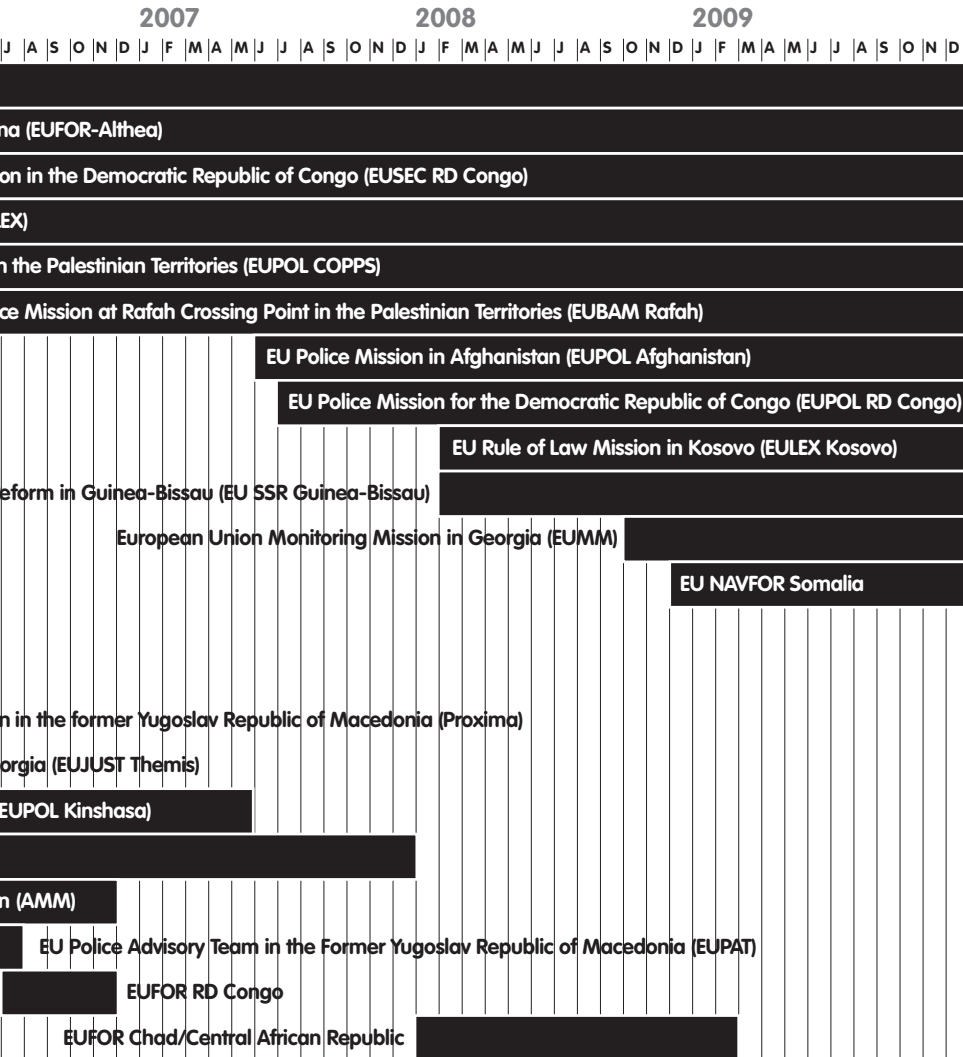 2007 2008 2009
J A S O N D J F M A M J J A S O N D J F M A M J J A S O N D J F M A M J J A S O N D
na (EUFOR-Althea)
on in the Democratic Republic of Congo (EUSEC RD Congo)
LEX)
n the Palestinian Territories (EUPOL COPPS)
ce Mission at Rafah Crossing Point in the Palestinian Territories (EUBAM Rafah)
EU Police Mission in Afghanistan (EUPOL Afghanistan)
EU Police Mission for the Democratic Republic of Congo (EUPOL RD Congo)
EU Rule of Law Mission in Kosovo (EULEX Kosovo)
eform in Guinea-Bissau (EU SSR Guinea-Bissau)
European Union Monitoring Mission in Georgia (EUMM)
EU NAVFOR Somalia
n in the former Yugoslav Republic of Macedonia (Proxima)
orgia (EUJUST Themis)
EUPOL Kinshasa)
n (AMM)
EU Police Advisory Team in the Former Yugoslav Republic of Macedonia (EUPAT)
EUFOR RD Congo
EUFOR Chad/Central African Republic